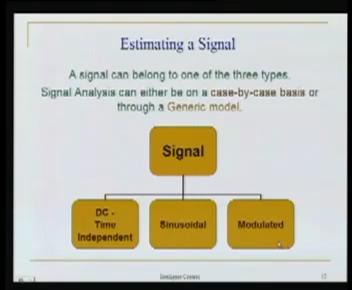 Estimating a Signal
A signal can belong to one of the three types.
Signal Analysis can either be on a case-by-case basis or
through a Generic model.
Signal
DC -
Time
Independent
Sinusoidal
Modulated